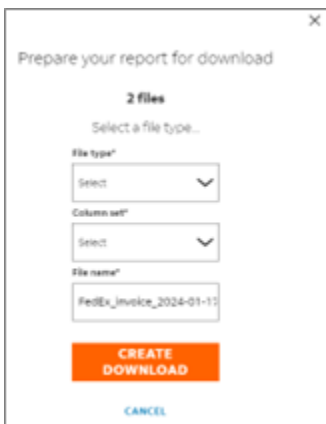 Prepare your report for download
2 files
Select a file type...
File type*
Select
Column set*
Select
File name*
FedEx_Invoice_2024-01-17
CREATE
DOWNLOAD
CANCEL